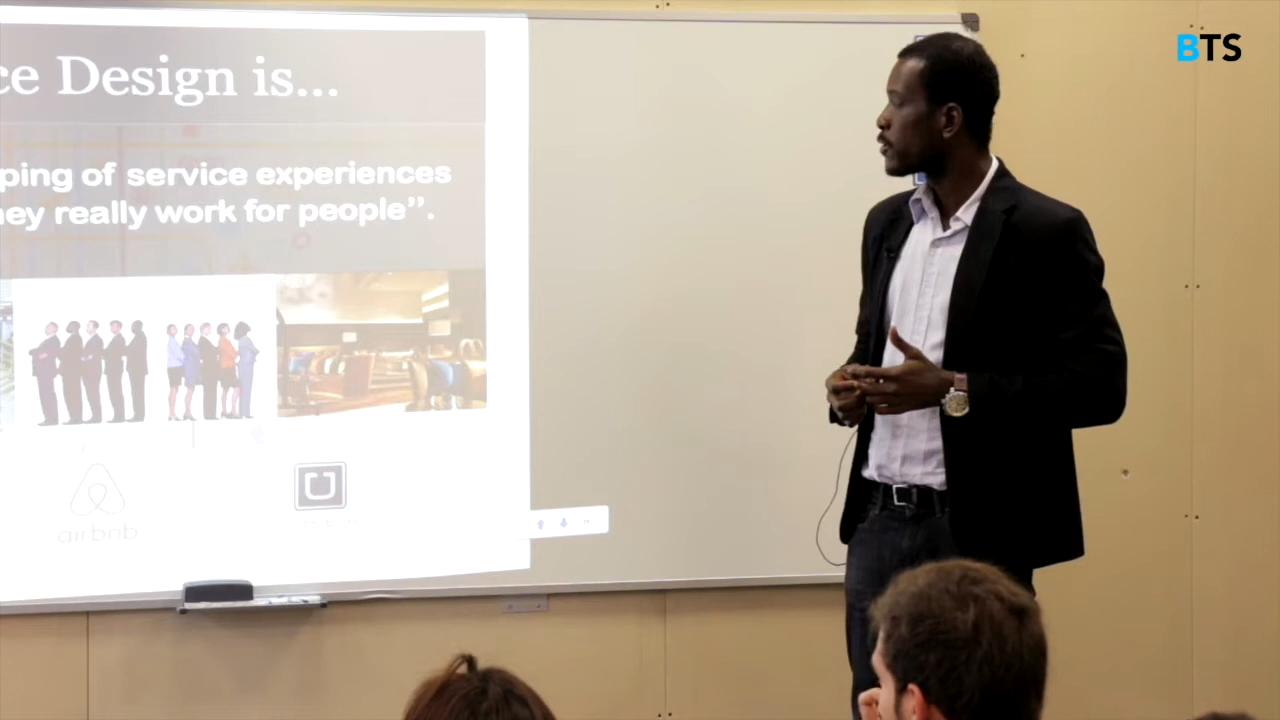 BTS
ce Design is...
ping of service experiences
hey really work for people”.
airbnb